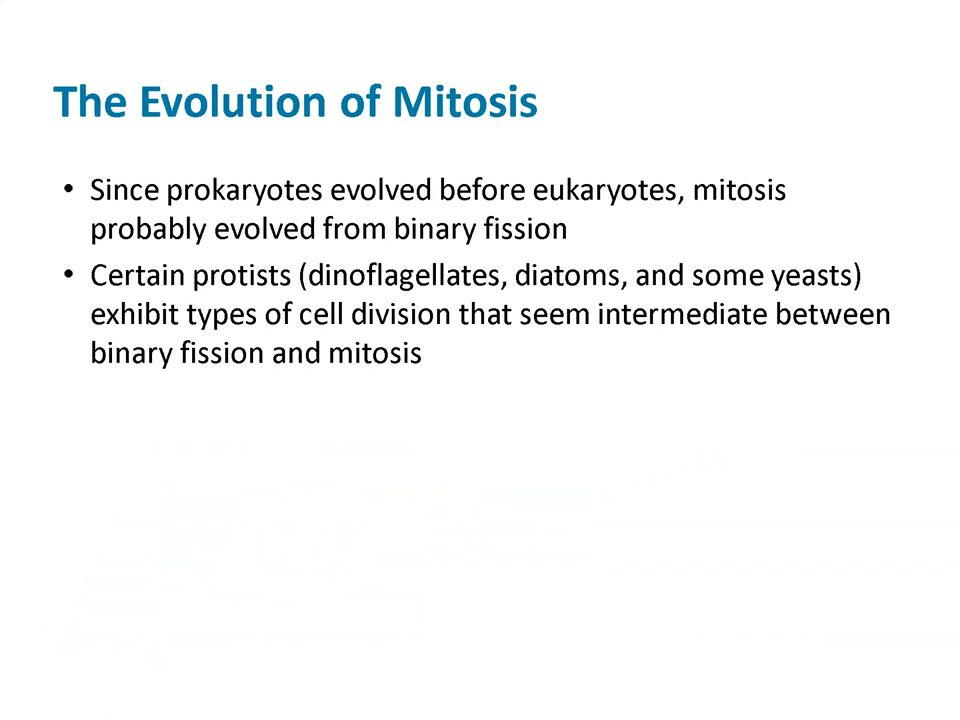 The Evolution of Mitosis
• Since prokaryotes evolved before eukaryotes, mitosis
probably evolved from binary fission
• Certain protists (dinoflagellates, diatoms, and some yeasts)
exhibit types of cell division that seem intermediate between
binary fission and mitosis